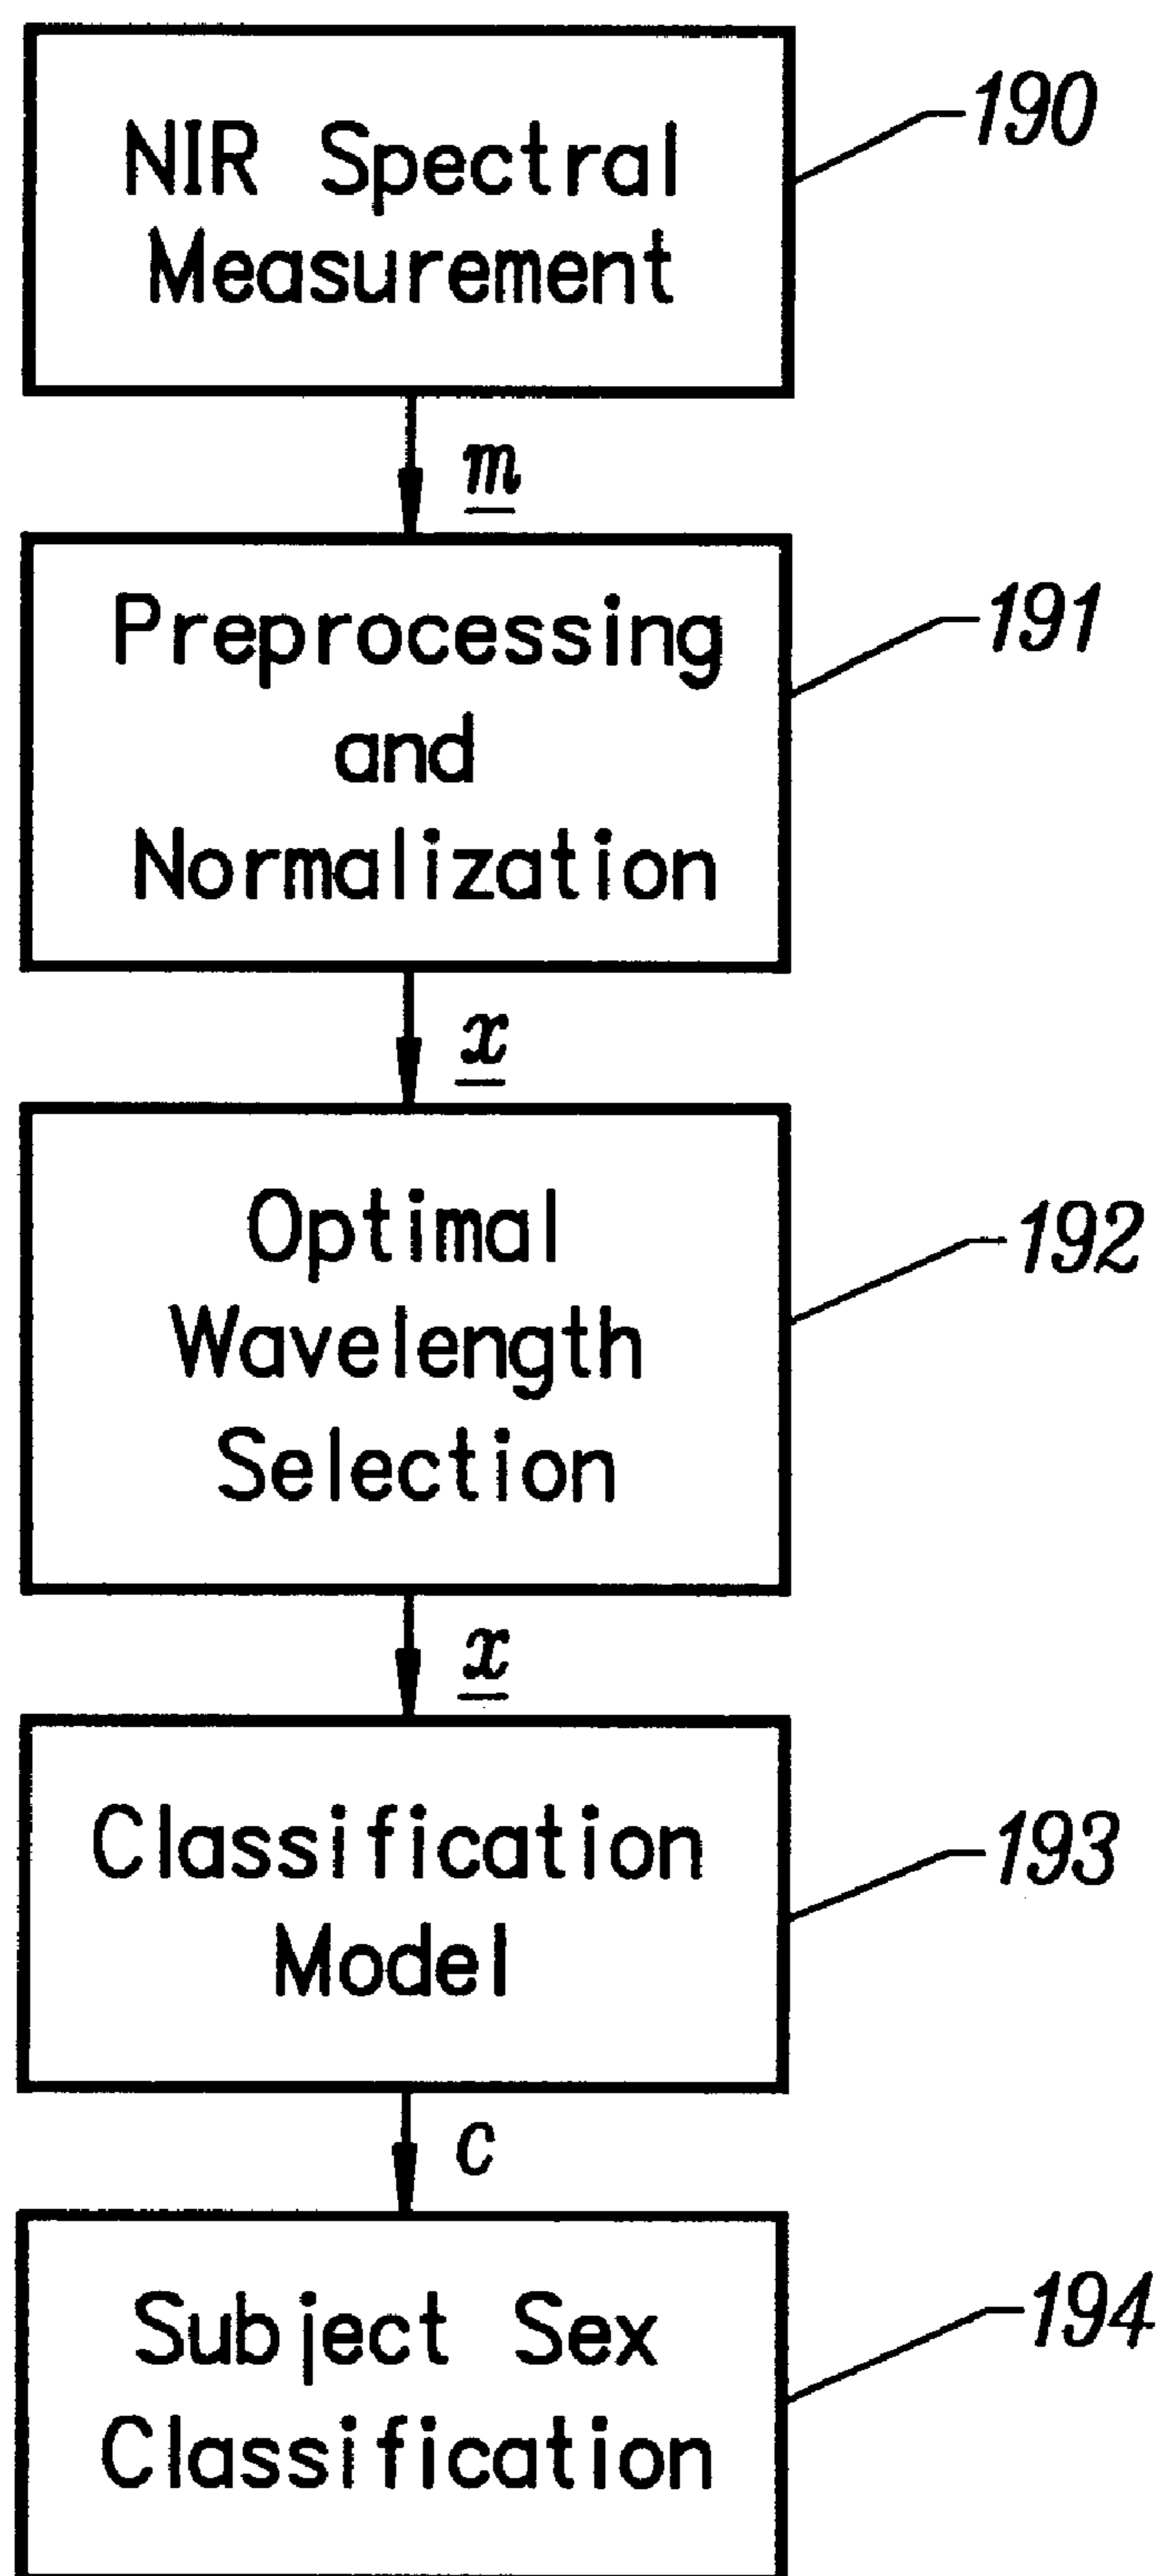 NIR Spectral
Measurement
190
m
Preprocessing
and
Normalization
191
x
Optimal
Wavelength
Selection
192
x
Classification
Model
193
c
Subject Sex
Classification
194